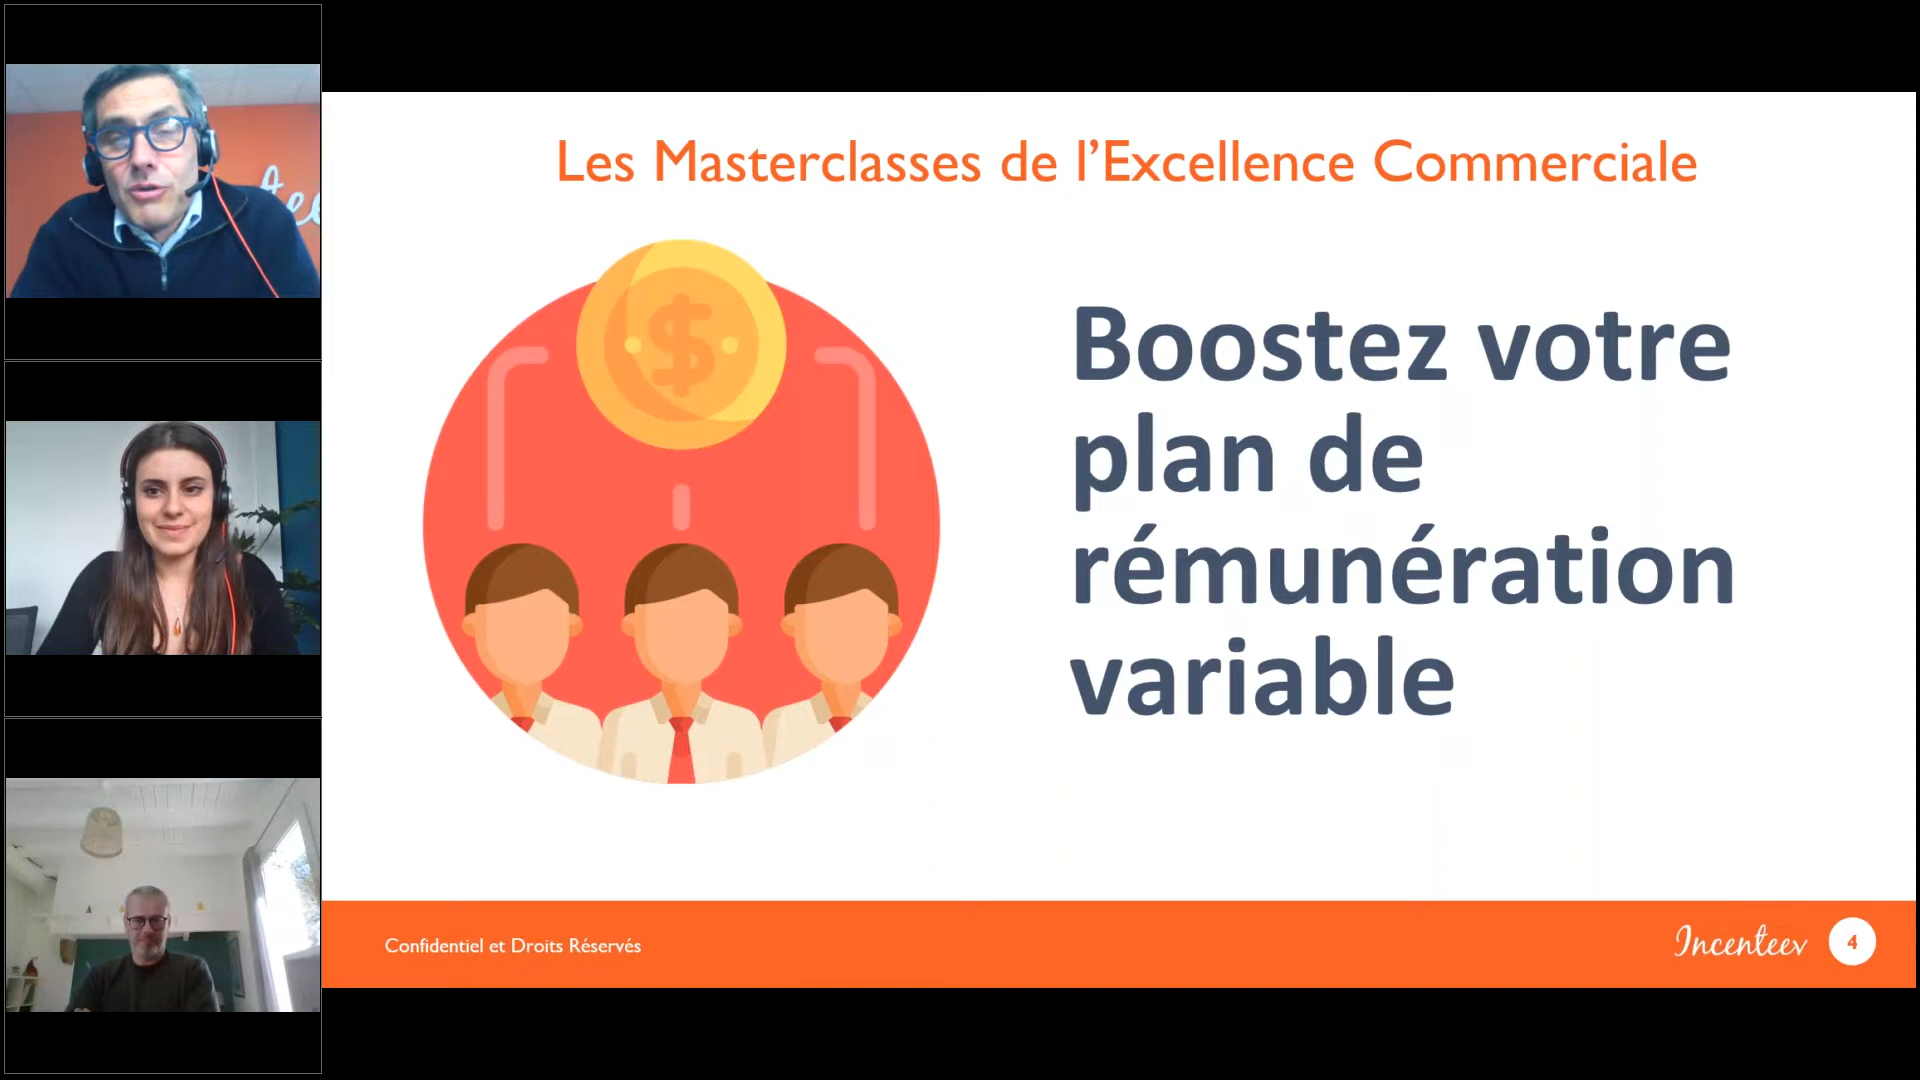 Les Masterclasses de l’Excellence Commerciale
$
Boostez votre
plan de
rémunération
variable
Confidentiel et Droits Réservés
Incenteev
4